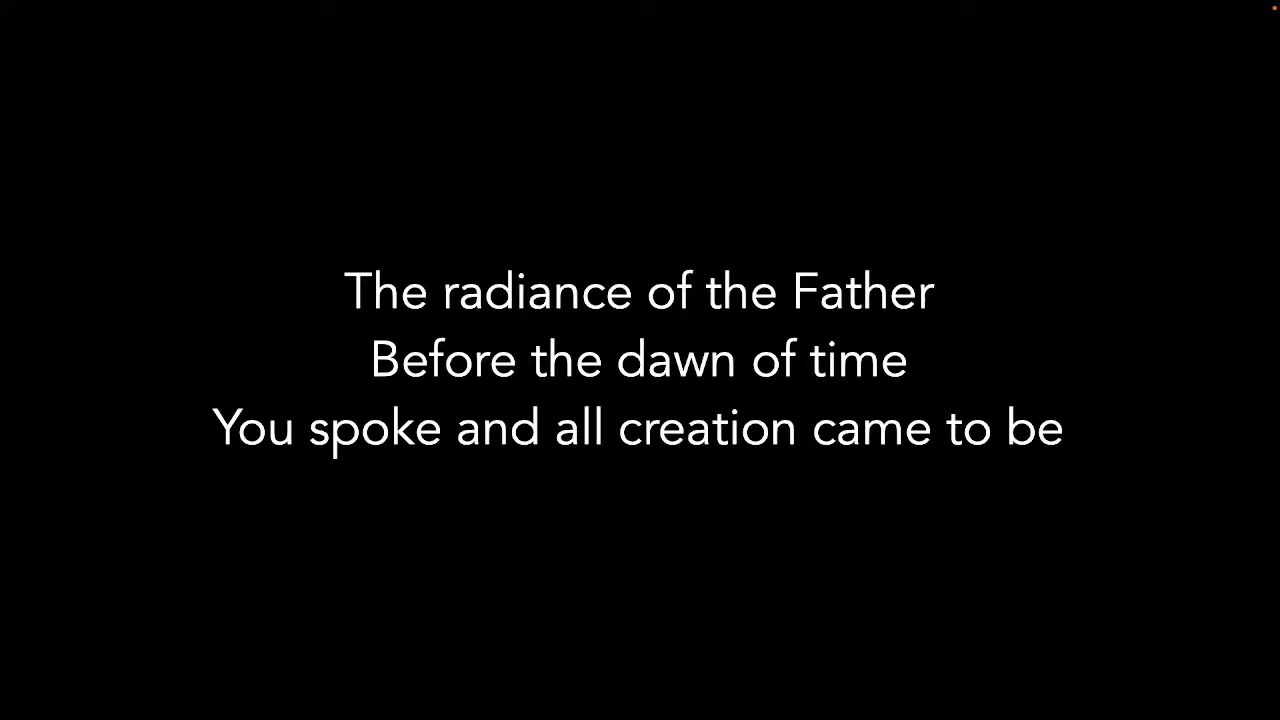 The radiance of the Father
Before the dawn of time
You spoke and all creation came to be